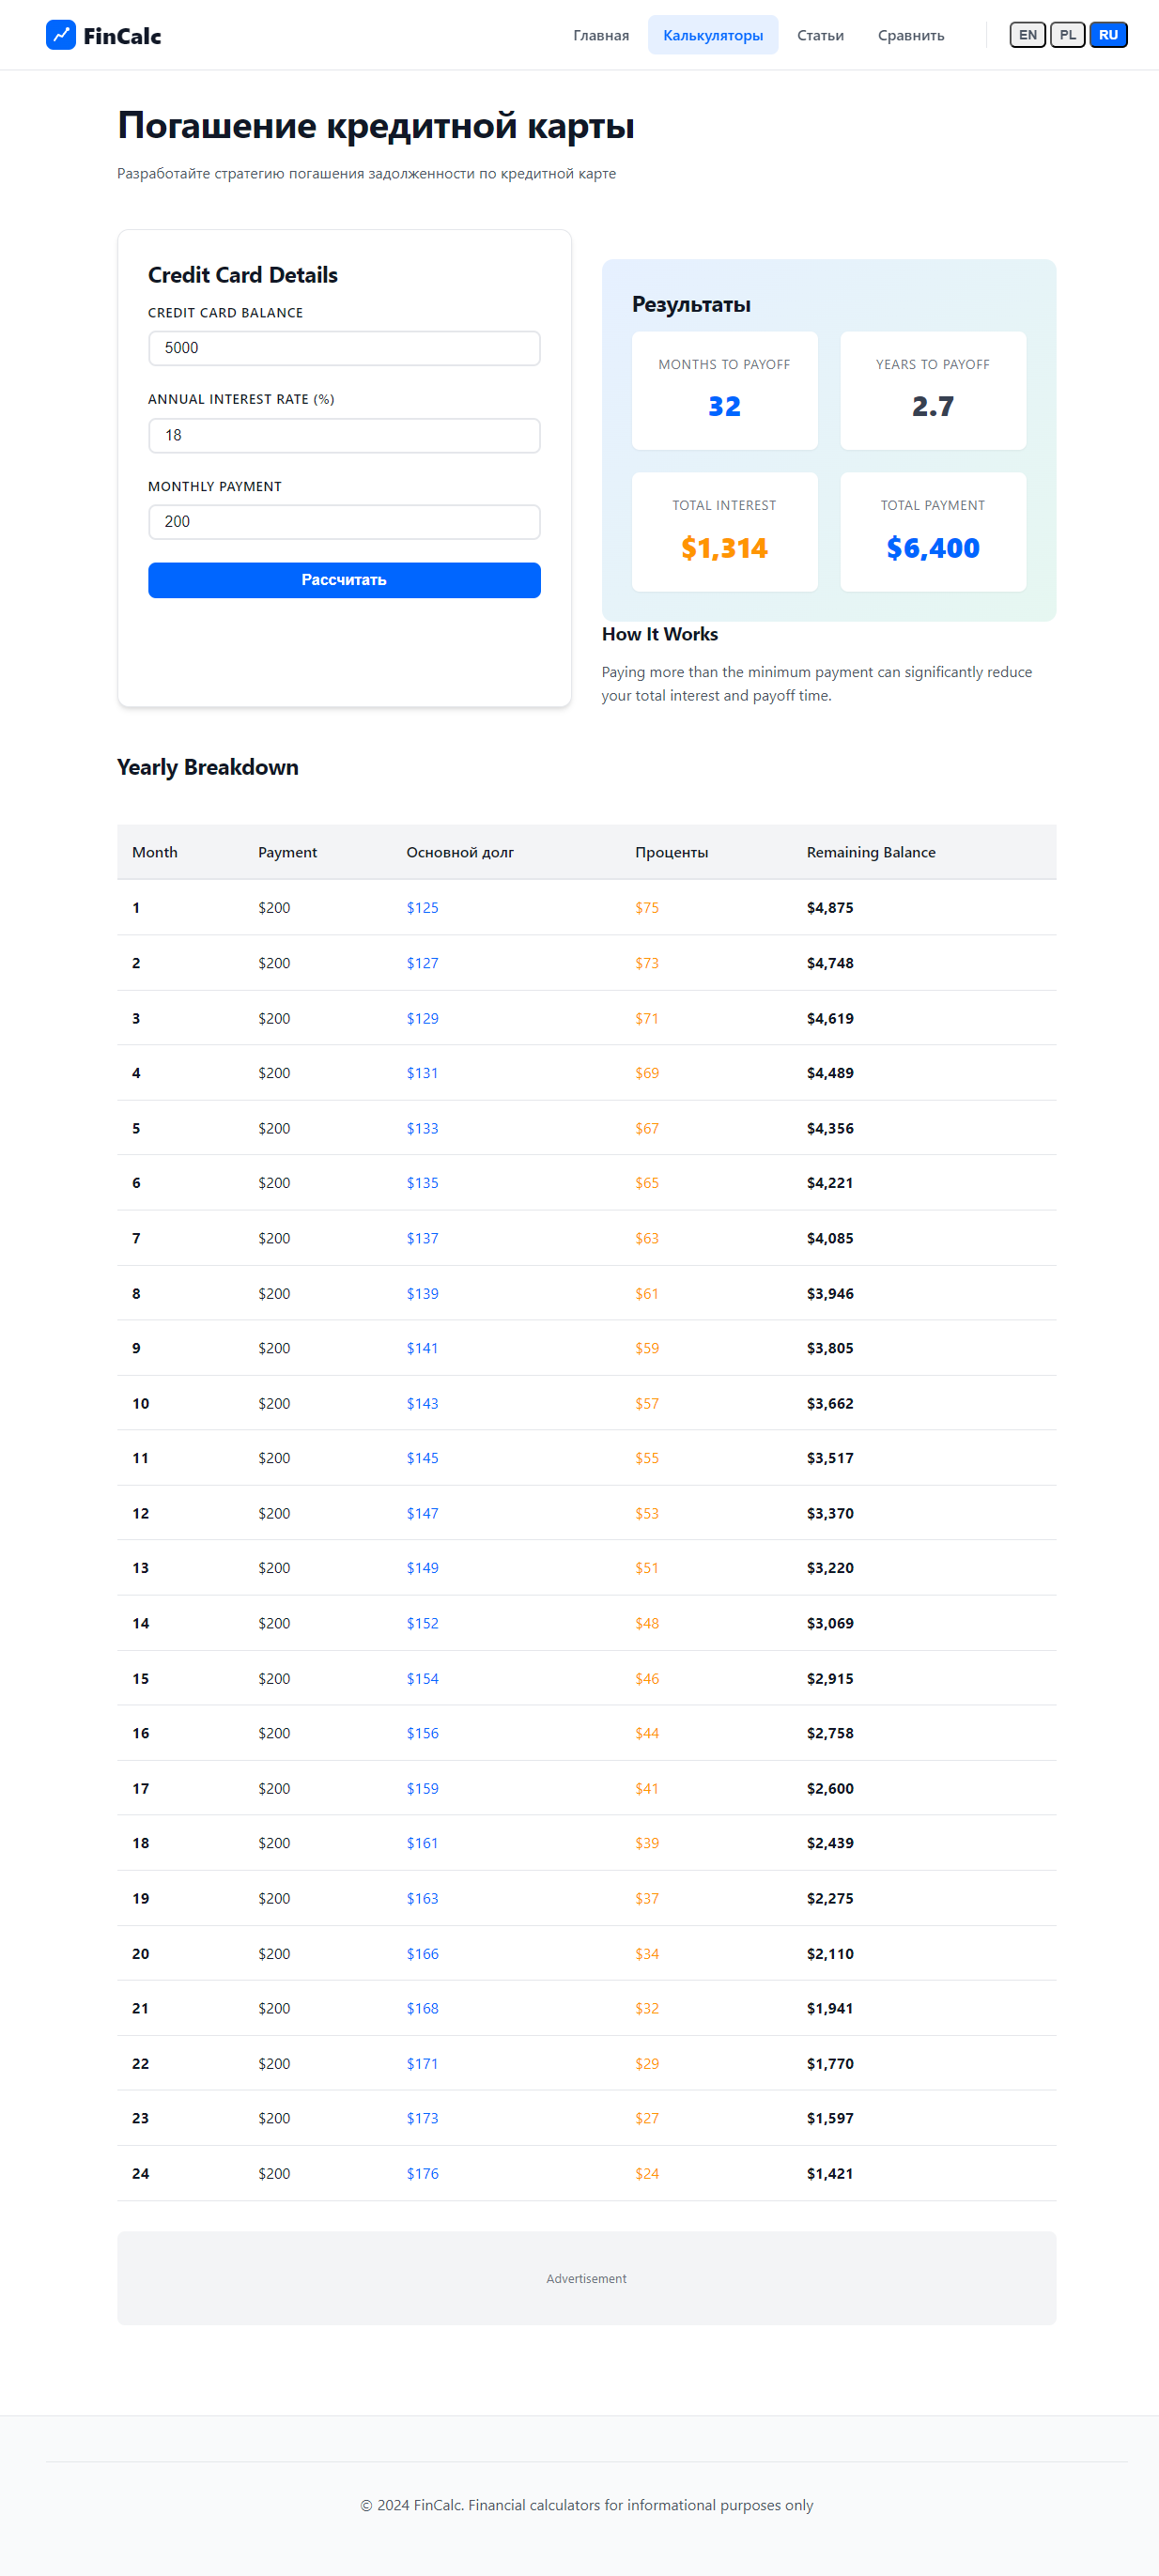 FinCalc
Главная Калькуляторы Статьи Сравнить EN PL RU
Погашение кредитной карты
Разработайте стратегию погашения задолженности по кредитной карте
Credit Card Details
CREDIT CARD BALANCE
5000
ANNUAL INTEREST RATE (%)
18
MONTHLY PAYMENT
200
Рассчитать
Результаты
MONTHS TO PAYOFF
32
YEARS TO PAYOFF
2.7
TOTAL INTEREST
$1,314
TOTAL PAYMENT
$6,400
How It Works
Paying more than the minimum payment can significantly reduce
your total interest and payoff time.
Yearly Breakdown
Month Payment Основной долг Проценты Remaining Balance
1 $200 $125 $75 $4,875
2 $200 $127 $73 $4,748
3 $200 $129 $71 $4,619
4 $200 $131 $69 $4,489
5 $200 $133 $67 $4,356
6 $200 $135 $65 $4,221
7 $200 $137 $63 $4,085
8 $200 $139 $61 $3,946
9 $200 $141 $59 $3,805
10 $200 $143 $57 $3,662
11 $200 $145 $55 $3,517
12 $200 $147 $53 $3,370
13 $200 $149 $51 $3,220
14 $200 $152 $48 $3,069
15 $200 $154 $46 $2,915
16 $200 $156 $44 $2,758
17 $200 $159 $41 $2,600
18 $200 $161 $39 $2,439
19 $200 $163 $37 $2,275
20 $200 $166 $34 $2,110
21 $200 $168 $32 $1,941
22 $200 $171 $29 $1,770
23 $200 $173 $27 $1,597
24 $200 $176 $24 $1,421
Advertisement
© 2024 FinCalc. Financial calculators for informational purposes only